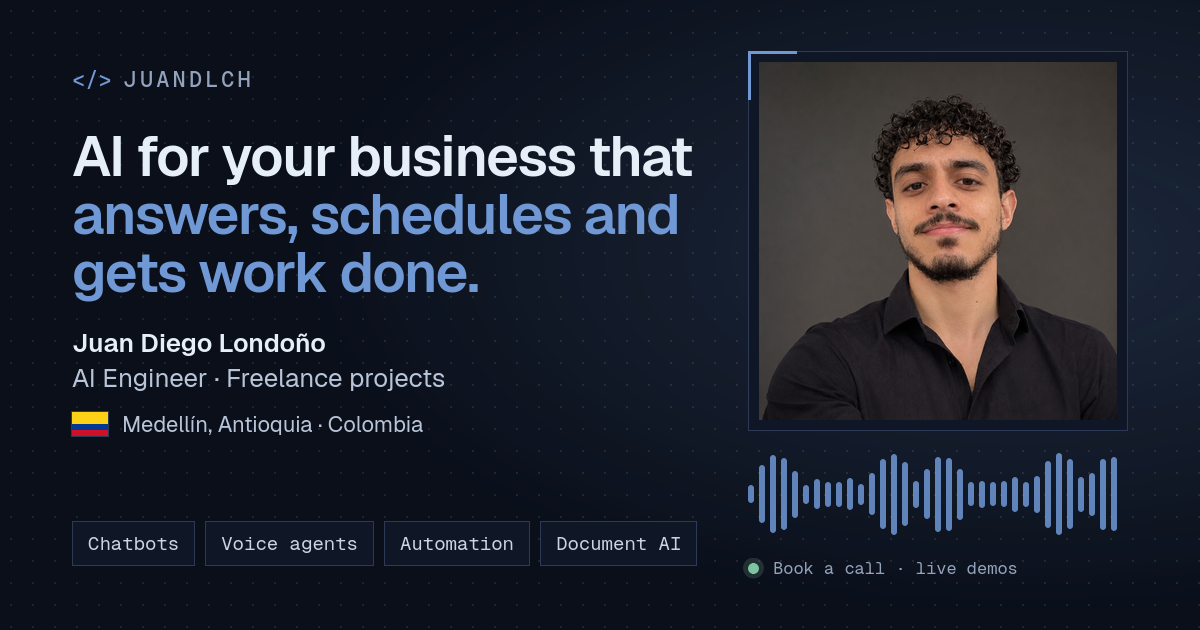 </> JUANDLCH
AI for your business that
answers, schedules and
gets work done.
Juan Diego Londoño
AI Engineer · Freelance projects
Medellín, Antioquia · Colombia
Chatbots
Voice agents
Automation
Document AI
Book a call · live demos